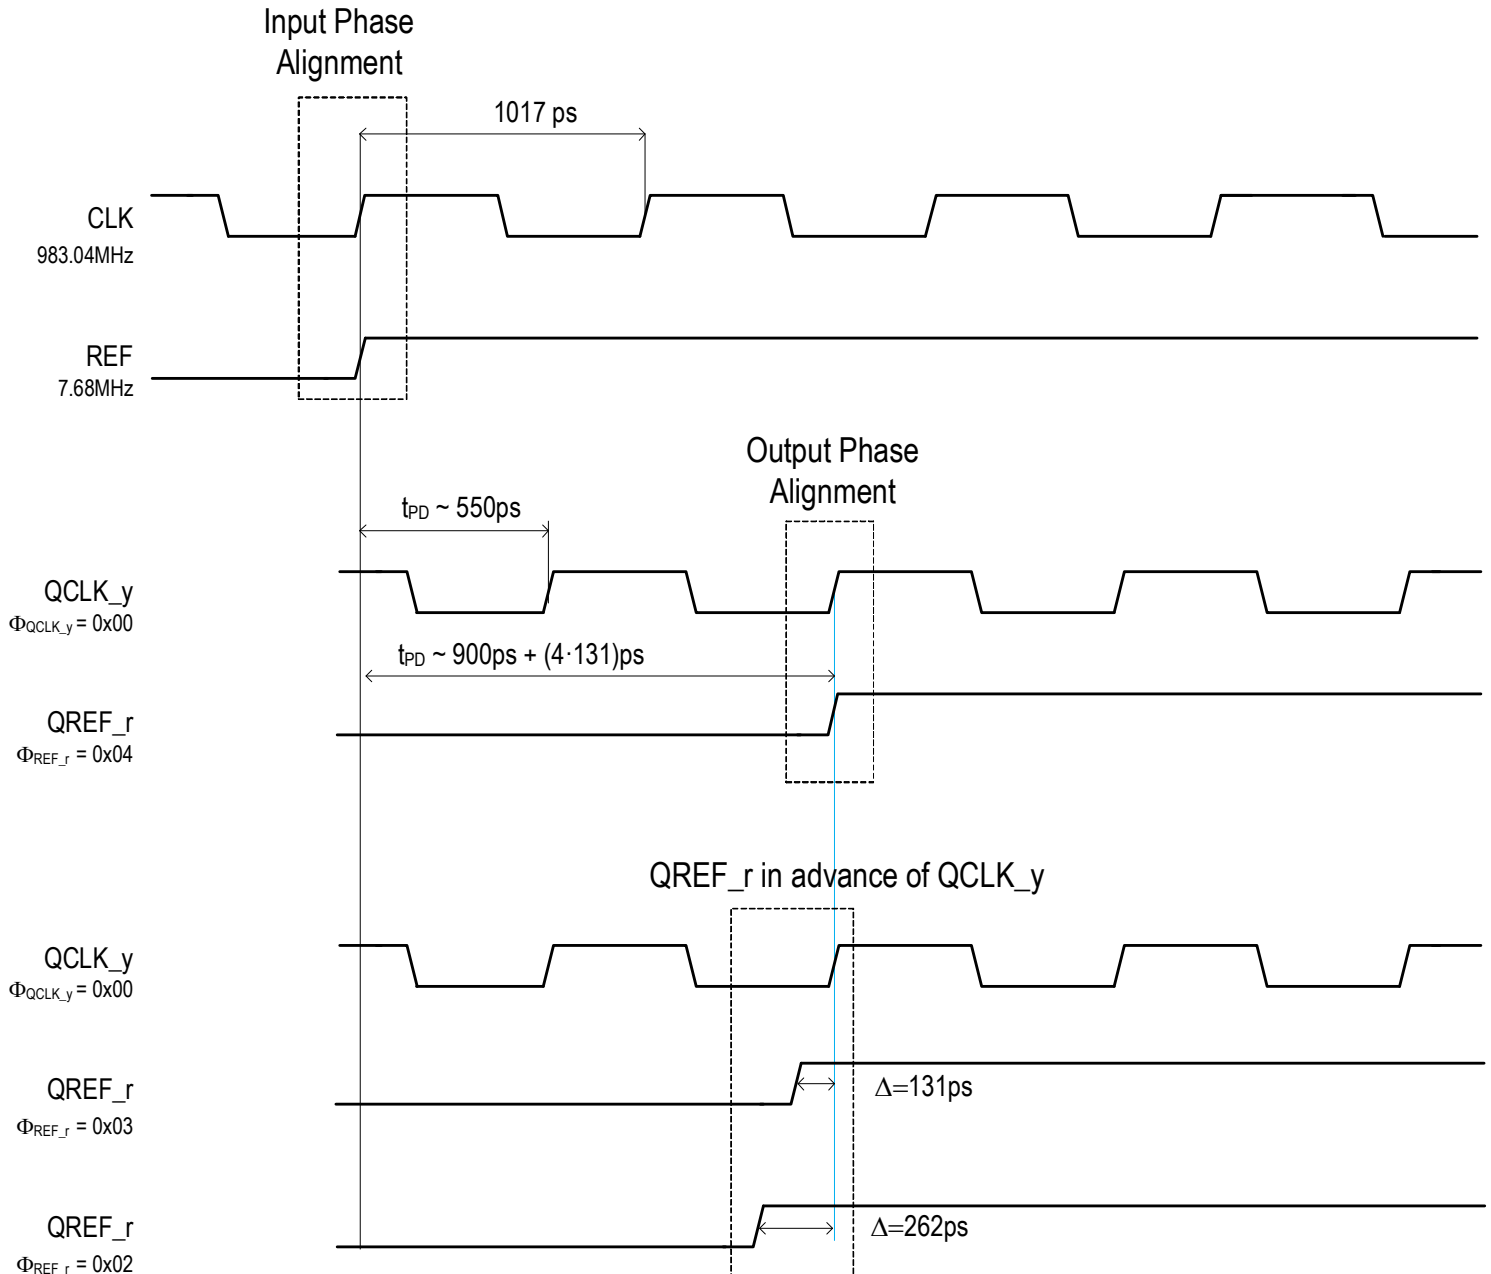 Input Phase
Alignment
1017 ps
CLK
983.04MHz
REF
7.68MHz
Output Phase
Alignment
tPD ~ 550ps
QCLK_y
ΦQCLK_y = 0x00
tPD ~ 900ps + (4·131)ps
QREF_r
ΦREF_r = 0x04
QREF_r in advance of QCLK_y
QCLK_y
ΦQCLK_y = 0x00
QREF_r
Δ=131ps
ΦREF_r = 0x03
QREF_r
Δ=262ps
ΦREF_r = 0x02